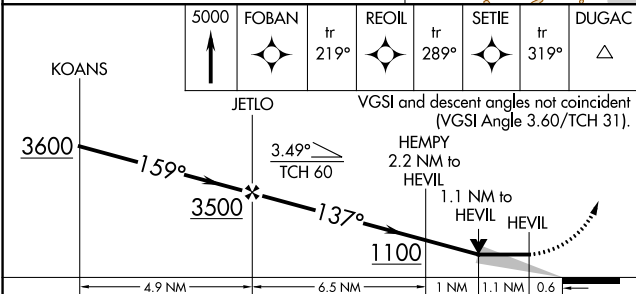 5000 FOBAN tr 219° REOIL tr 289° SETIE tr 319° DUGAC
KOANS
JETLO
VGSI and descent angles not coincident
(VGSI Angle 3.60/TCH 31).
HEMPY
2.2 NM to
HEVIL
1.1 NM to
HEVIL
HEVIL
3600
159°
3.49°
TCH 60
3500
137°
1100
4.9 NM 6.5 NM 1 NM 1.1 NM 0.6